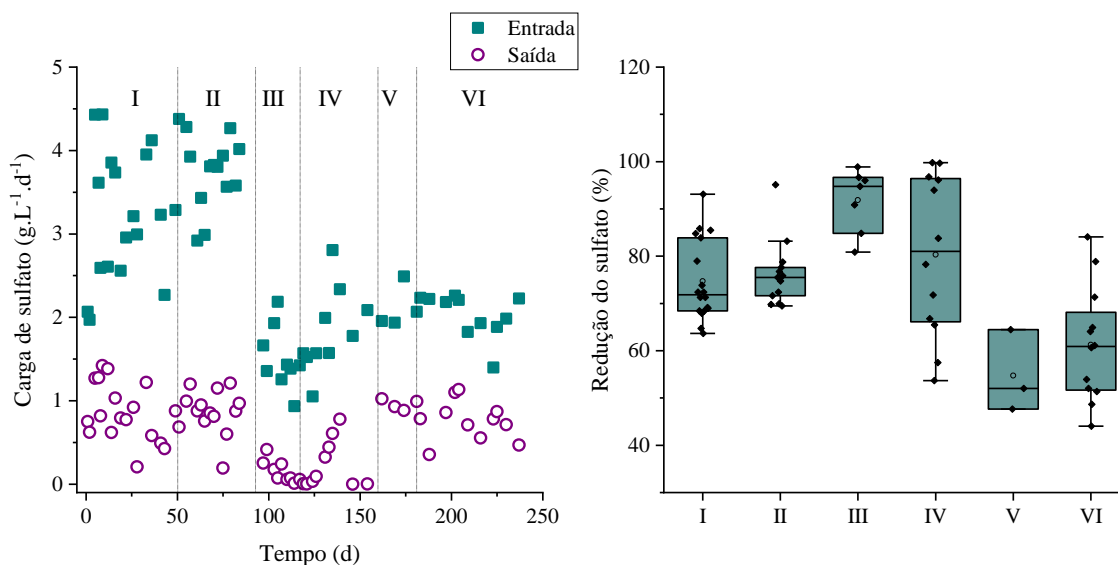 Entrada
Saída
Carga de sulfato (g.L⁻¹.d⁻¹)
5
4
3
2
1
0
I II III IV V VI
0 50 100 150 200 250
Tempo (d)
Redução do sulfato (%)
120
100
80
60
40
I II III IV V VI